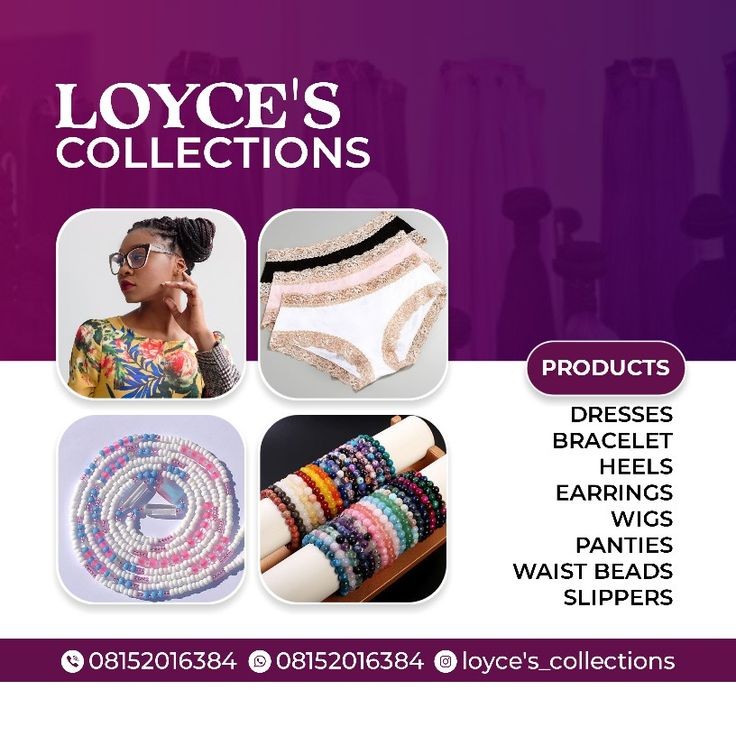 LOYCE'S
COLLECTIONS
PRODUCTS
DRESSES
BRACELET
HEELS
EARRINGS
WIGS
PANTIES
WAIST BEADS
SLIPPERS
08152016384 08152016384 loyce's_collections